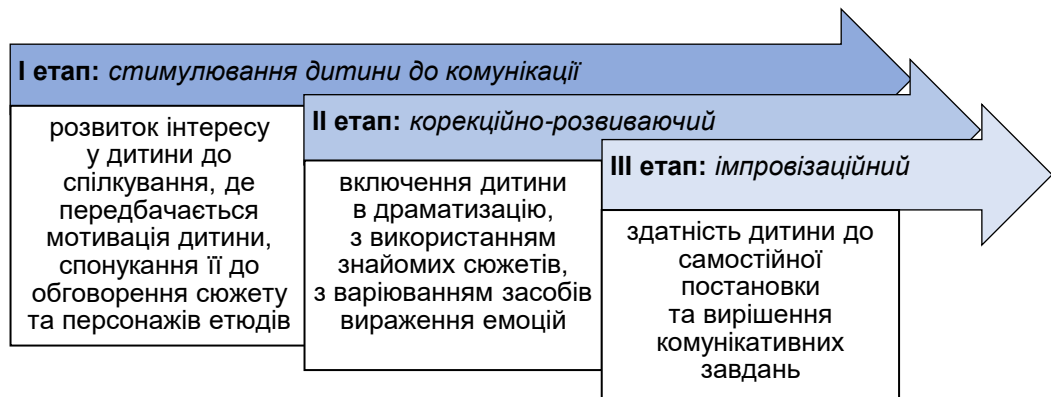 І етап: стимулювання дитини до комунікації
розвиток інтересу
у дитини до
спілкування, де
передбачається
мотивація дитини,
спонукання її до
обговорення сюжету
та персонажів етюдів
ІІ етап: корекційно-розвиваючий
включення дитини
в драматизацію,
з використанням
знайомих сюжетів,
з варіюванням засобів
вираження емоцій
ІІІ етап: імпровізаційний
здатність дитини до
самостійної
постановки
та вирішення
комунікативних
завдань